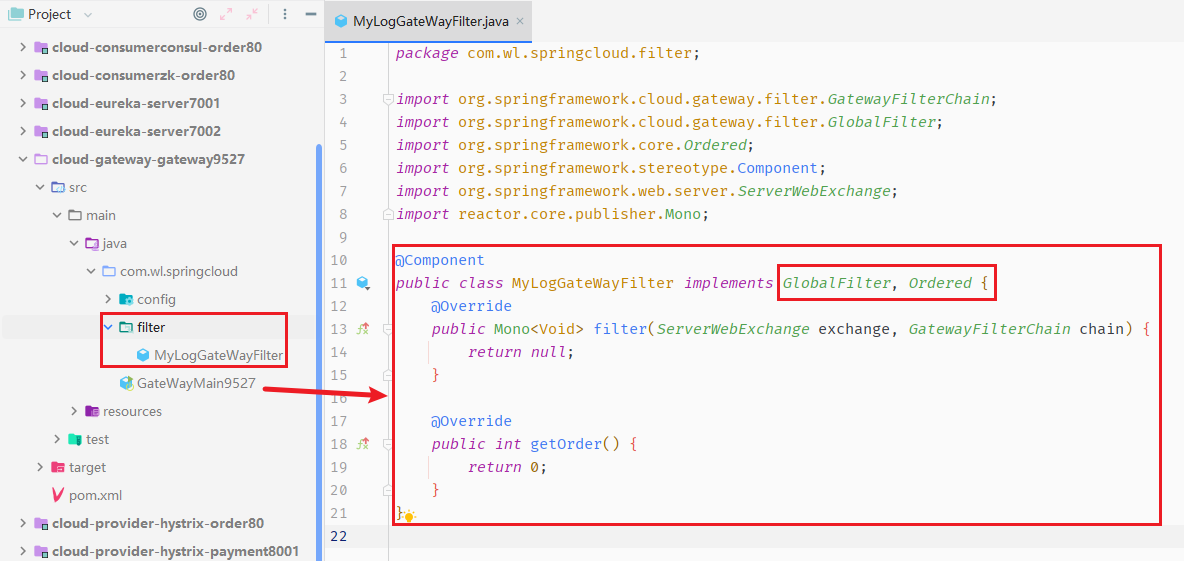 Project
cloud-consumerconsul-order80
cloud-consumerzk-order80
cloud-eureka-server7001
cloud-eureka-server7002
cloud-gateway-gateway9527
src
main
java
com.wl.springcloud
config
filter
MyLogGateWayFilter
GateWayMain9527
resources
test
target
pom.xml
cloud-provider-hystrix-order80
cloud-provider-hystrix-payment8001
MyLogGateWayFilter.java
1 package com.wl.springcloud.filter;
2
3 import org.springframework.cloud.gateway.filter.GatewayFilterChain;
4 import org.springframework.cloud.gateway.filter.GlobalFilter;
5 import org.springframework.core.Ordered;
6 import org.springframework.stereotype.Component;
7 import org.springframework.web.server.ServerWebExchange;
8 import reactor.core.publisher.Mono;
9
10 @Component
11 public class MyLogGateWayFilter implements GlobalFilter, Ordered {
12 @Override
13 public Mono<Void> filter(ServerWebExchange exchange, GatewayFilterChain chain) {
14 return null;
15 }
16
17 @Override
18 public int getOrder() {
19 return 0;
20 }
21 }
22